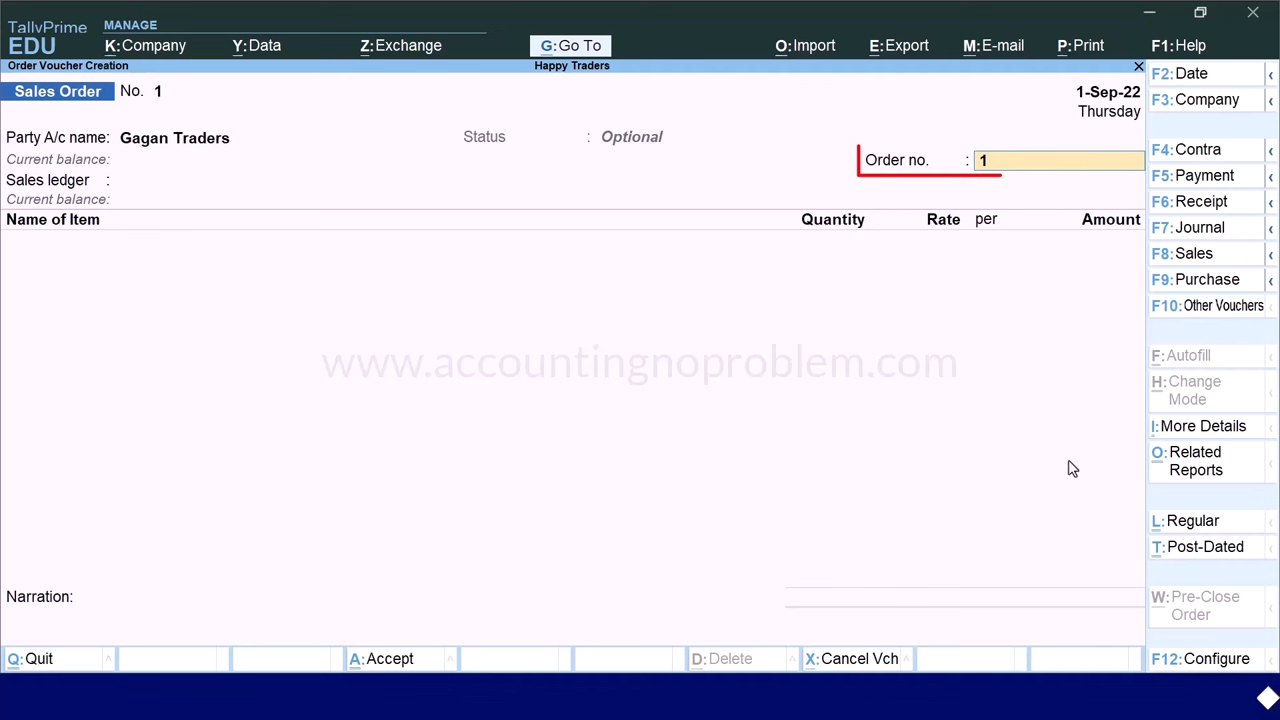 TallyPrime
EDU
MANAGE
K:Company Y:Data Z:Exchange G:Go To O:Import E:Export M:E-mail P:Print F1:Help
Order Voucher Creation Happy Traders
Sales Order No. 1 1-Sep-22
Thursday
Party A/c name: Gagan Traders Status : Optional
Current balance:
Order no. : 1
Sales ledger :
Current balance:
Name of Item Quantity Rate per Amount
www.accountingnoproblem.com
Narration:
Q:Quit A:Accept D:Delete X:Cancel Vch
F2:Date
F3:Company
F4:Contra
F5:Payment
F6:Receipt
F7:Journal
F8:Sales
F9:Purchase
F10:Other Vouchers
F:Autofill
H:Change
Mode
I:More Details
O:Related
Reports
L:Regular
T:Post-Dated
W:Pre-Close
Order
F12:Configure